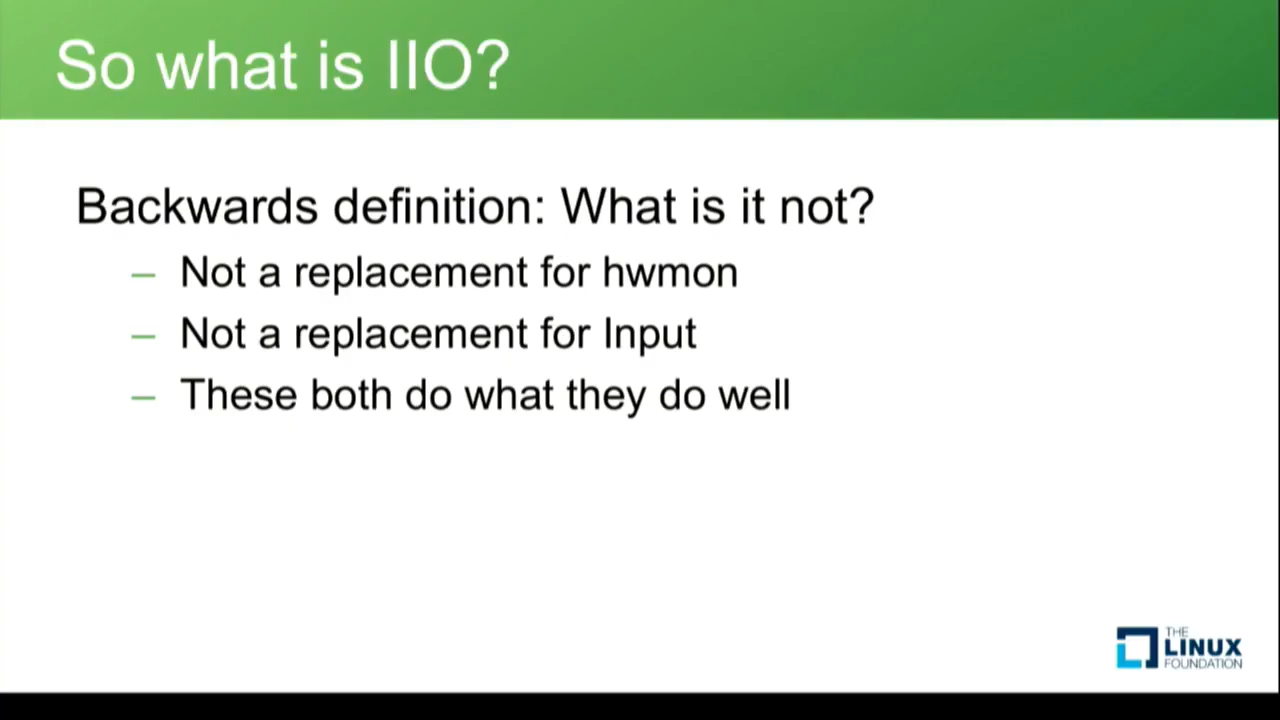 So what is IIO?
Backwards definition: What is it not?
– Not a replacement for hwmon
– Not a replacement for Input
– These both do what they do well
THE
LINUX
FOUNDATION